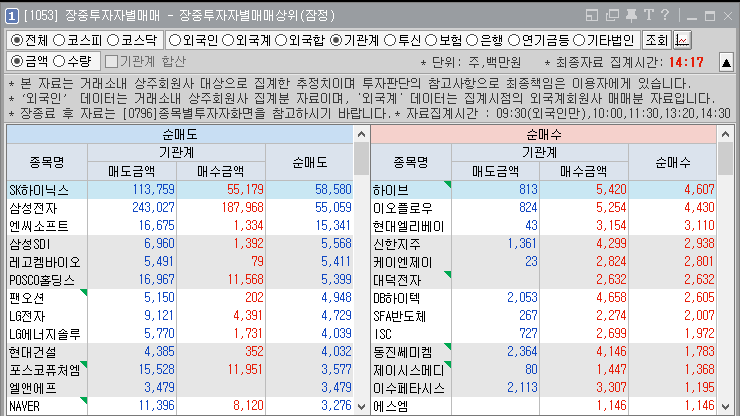 1 [1053] 장중투자자별매매 - 장중투자자별매매상위(잠정) T ?
전체 코스피 코스닥 외국인 외국계 외국합 기관계 투신 보험 은행 연기금등 기타법인 조회
금액 수량 기관계 합산 * 단위: 주,백만원 * 최종자료 집계시간: 14:17
* 본 자료는 거래소내 상주회원사 대상으로 집계한 추정치이며 투자판단의 참고사항으로 최종책임은 이용자에게 있습니다.
* '외국인' 데이터는 거래소내 상주회원사 집계분 자료이며, '외국계' 데이터는 집계시점의 외국계회원사 매매분 자료입니다.
* 장종료 후 자료는 [0796]종목별투자자화면을 참고하시기 바랍니다.* 자료집계시간 : 09:30(외국인만),10:00,11:30,13:20,14:30
순매도 순매수
종목명 기관계 순매도 종목명 기관계 순매수
매도금액 매수금액 매도금액 매수금액
SK하이닉스 113,759 55,179 58,580 하이브 813 5,420 4,607
삼성전자 243,027 187,968 55,059 이오플로우 824 5,254 4,430
엔씨소프트 16,675 1,334 15,341 현대엘리베이 43 3,154 3,110
삼성SDI 6,960 1,392 5,568 신한지주 1,361 4,299 2,938
레고켐바이오 5,491 79 5,411 케이엔제이 23 2,824 2,801
POSCO홀딩스 16,967 11,568 5,399 대덕전자 2,632 2,632
팬오션 5,150 202 4,948 DB하이텍 2,053 4,658 2,605
LG전자 9,121 4,391 4,729 SFA반도체 267 2,274 2,007
LG에너지솔루 5,770 1,731 4,039 ISC 727 2,699 1,972
현대건설 4,385 352 4,032 동진쎄미켐 2,364 4,146 1,783
포스코퓨처엠 15,528 11,951 3,577 제이시스메디 80 1,447 1,368
엘앤에프 3,479 3,479 이수페타시스 2,113 3,307 1,195
NAVER 11,396 8,120 3,276 에스엠 1,146 1,146